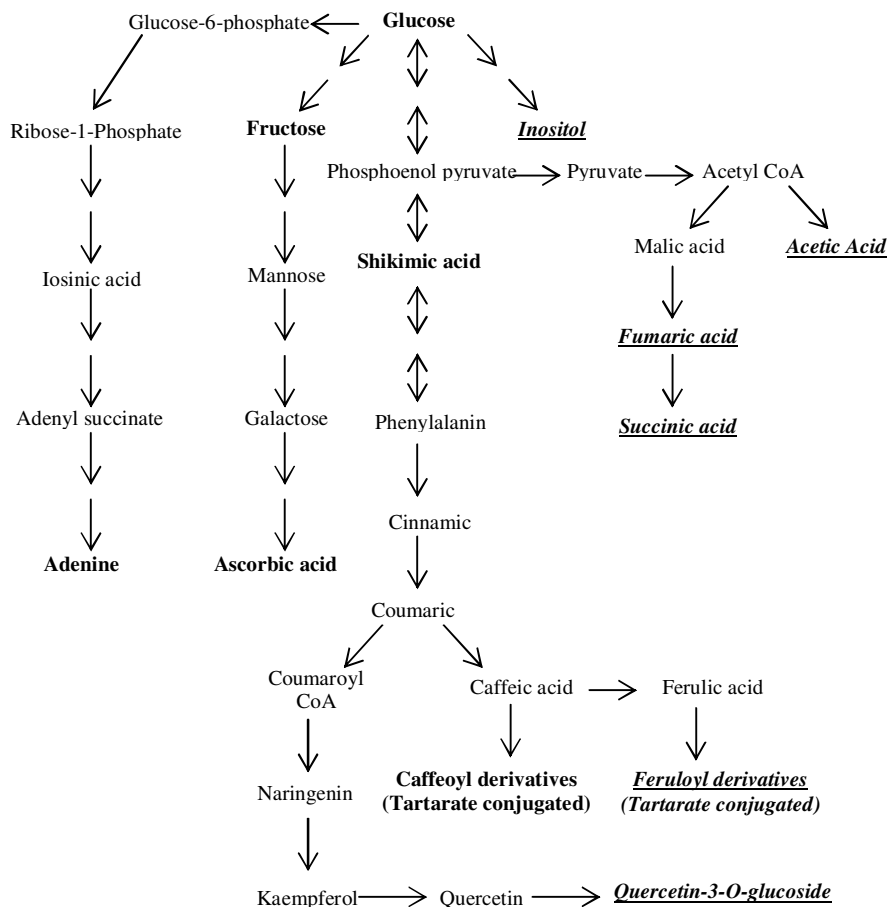 Glucose-6-phosphate
Glucose
Ribose-1-Phosphate
Fructose
Inositol
Phosphoenol pyruvate
Pyruvate
Acetyl CoA
Iosinic acid
Mannose
Shikimic acid
Malic acid
Acetic Acid
Fumaric acid
Adenyl succinate
Galactose
Phenylalanin
Succinic acid
Cinnamic
Adenine
Ascorbic acid
Coumaric
Coumaroyl
CoA
Caffeic acid
Ferulic acid
Naringenin
Caffeoyl derivatives
(Tartarate conjugated)
Feruloyl derivatives
(Tartarate conjugated)
Kaempferol
Quercetin
Quercetin-3-O-glucoside